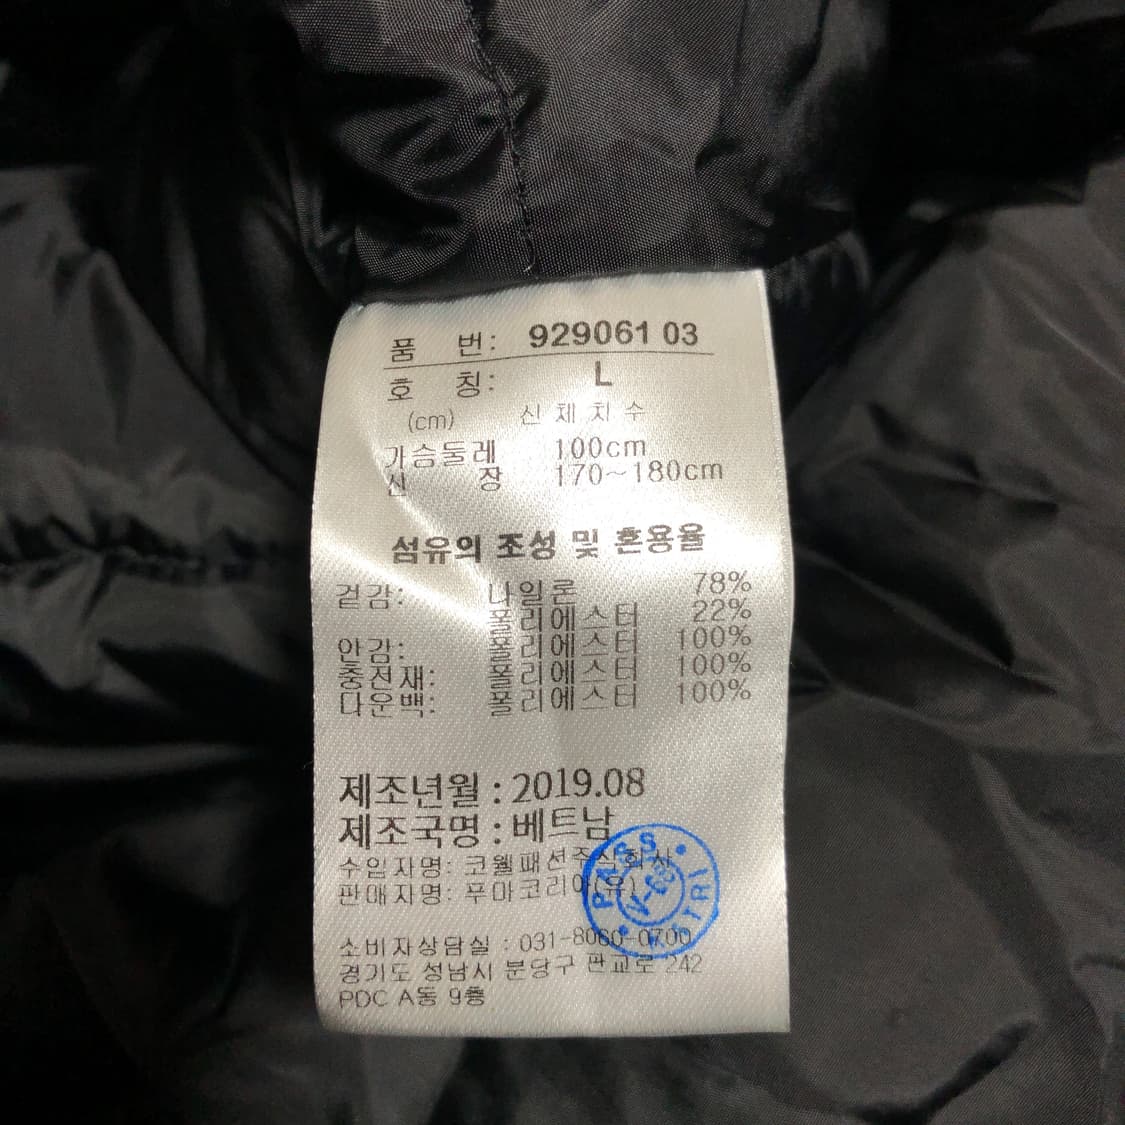 품 번: 929061 03
호 칭: L
(cm) 신체치수
가슴둘레 100cm
신 장 170~180cm
섬유의 조성 및 혼용율
겉감: 나일론 78%
폴리에스터 22%
안감: 폴리에스터 100%
충전재: 폴리에스터 100%
다운백: 폴리에스터 100%
제조년월 : 2019.08
제조국명 : 베트남
수입자명: 코웰패션주식회사
판매자명: 푸마코리아(유)
소비자상담실 : 031-8060-0700
경기도 성남시 분당구 판교로 242
PDC A동 9층
PASS
V-68
KOTRI